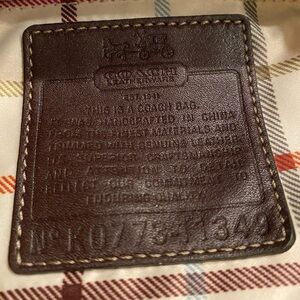 COACH
LEATHERWARE
EST. 1941
THIS IS A COACH BAG.
IT WAS HANDCRAFTED IN CHINA
FROM THE FINEST MATERIALS AND
TRIMMED WITH GENUINE LEATHER.
ITS SUPERIOR CRAFTSMANSHIP
AND ATTENTION TO DETAIL
REFLECT OUR COMMITMENT TO
ENDURING QUALITY.
Nº K0773-11349